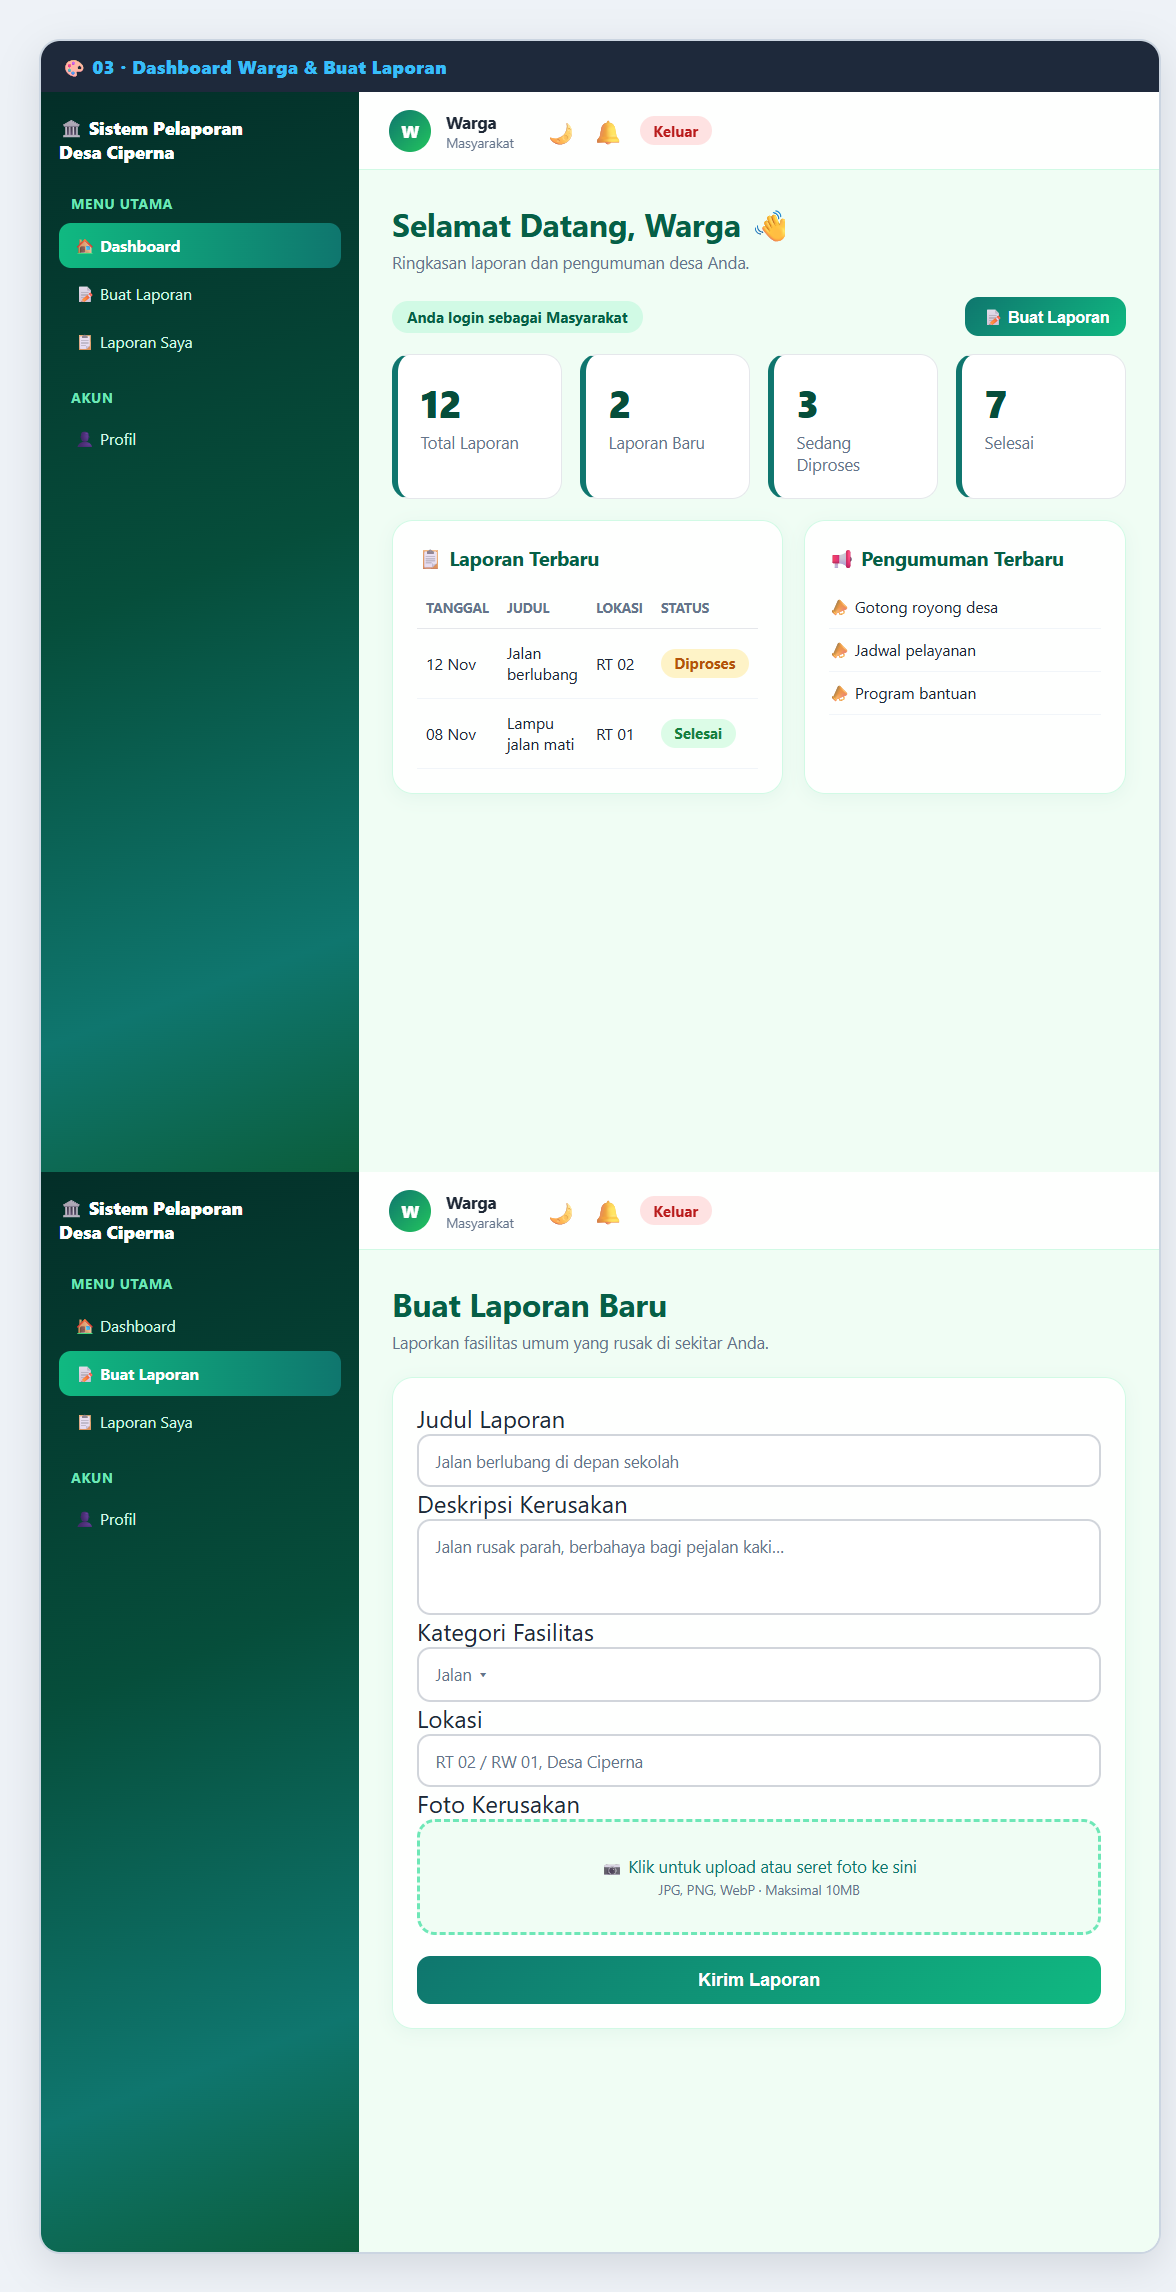 03 · Dashboard Warga & Buat Laporan
Sistem Pelaporan
Desa Ciperna
MENU UTAMA
Dashboard
Buat Laporan
Laporan Saya
AKUN
Profil
W
Warga
Masyarakat
Keluar
Selamat Datang, Warga
Ringkasan laporan dan pengumuman desa Anda.
Anda login sebagai Masyarakat
Buat Laporan
12
Total Laporan
2
Laporan Baru
3
Sedang
Diproses
7
Selesai
Laporan Terbaru
TANGGAL JUDUL LOKASI STATUS
12 Nov Jalan berlubang RT 02 Diproses
08 Nov Lampu jalan mati RT 01 Selesai
Pengumuman Terbaru
Gotong royong desa
Jadwal pelayanan
Program bantuan
Sistem Pelaporan
Desa Ciperna
MENU UTAMA
Dashboard
Buat Laporan
Laporan Saya
AKUN
Profil
W
Warga
Masyarakat
Keluar
Buat Laporan Baru
Laporkan fasilitas umum yang rusak di sekitar Anda.
Judul Laporan
Jalan berlubang di depan sekolah
Deskripsi Kerusakan
Jalan rusak parah, berbahaya bagi pejalan kaki...
Kategori Fasilitas
Jalan
Lokasi
RT 02 / RW 01, Desa Ciperna
Foto Kerusakan
Klik untuk upload atau seret foto ke sini
JPG, PNG, WebP · Maksimal 10MB
Kirim Laporan